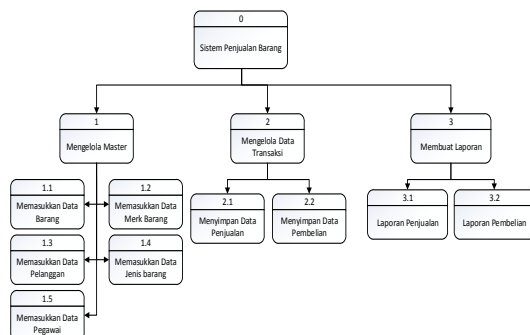 0
Sistem Penjualan Barang
1
Mengelola Master
2
Mengelola Data
Transaksi
3
Membuat Laporan
1.1
Memasukkan Data
Barang
1.2
Memasukkan Data
Merk Barang
1.3
Memasukkan Data
Pelanggan
1.4
Memasukkan Data
Jenis barang
1.5
Memasukkan Data
Pegawai
2.1
Menyimpan Data
Penjualan
2.2
Menyimpan Data
Pembelian
3.1
Laporan Penjualan
3.2
Laporan Pembelian